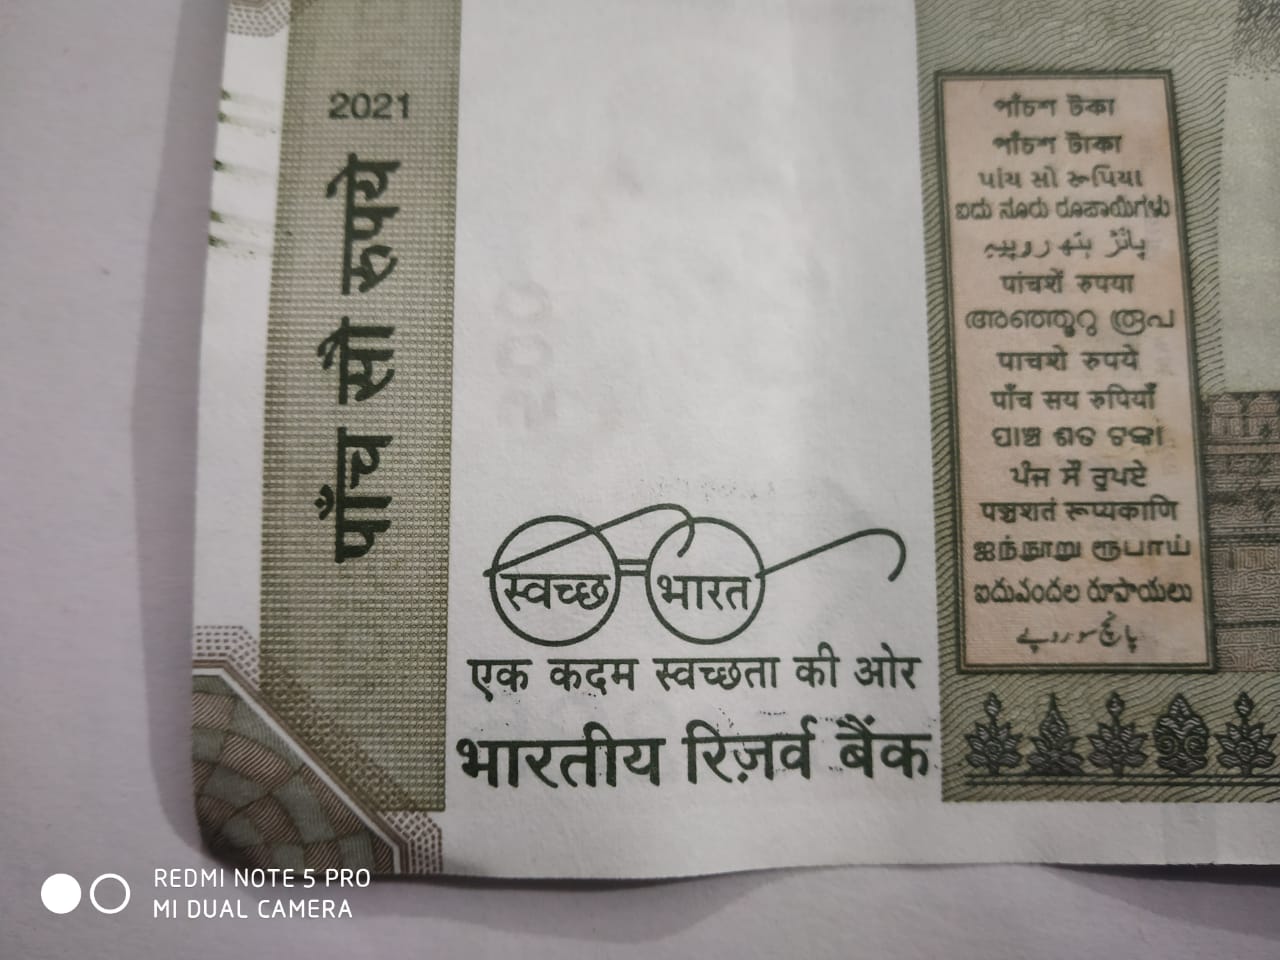 2021
पाँच सौ रुपये
পাঁচশ টকা
পাঁচশ টাকা
પાંચ સો રૂપિયા
ಐದು ನೂರು ರೂಪಾಯಿಗಳು
پانژ ہتھ روپیہ
पांचशें रुपया
അഞ്ഞൂറു രൂപ
पाचशे रुपये
पाँच सय रुपियाँ
ପାଞ୍ଚ ଶତ ଟଙ୍କା
ਪੰਜ ਸੌ ਰੁਪਏ
पञ्चशतं रूप्यकाणि
ஐந்நூறு ரூபாய்
ఐదువందల రూపాయలు
پانچ سو روپے
स्वच्छ भारत
एक कदम स्वच्छता की ओर
भारतीय रिज़र्व बैंक
REDMI NOTE 5 PRO
MI DUAL CAMERA